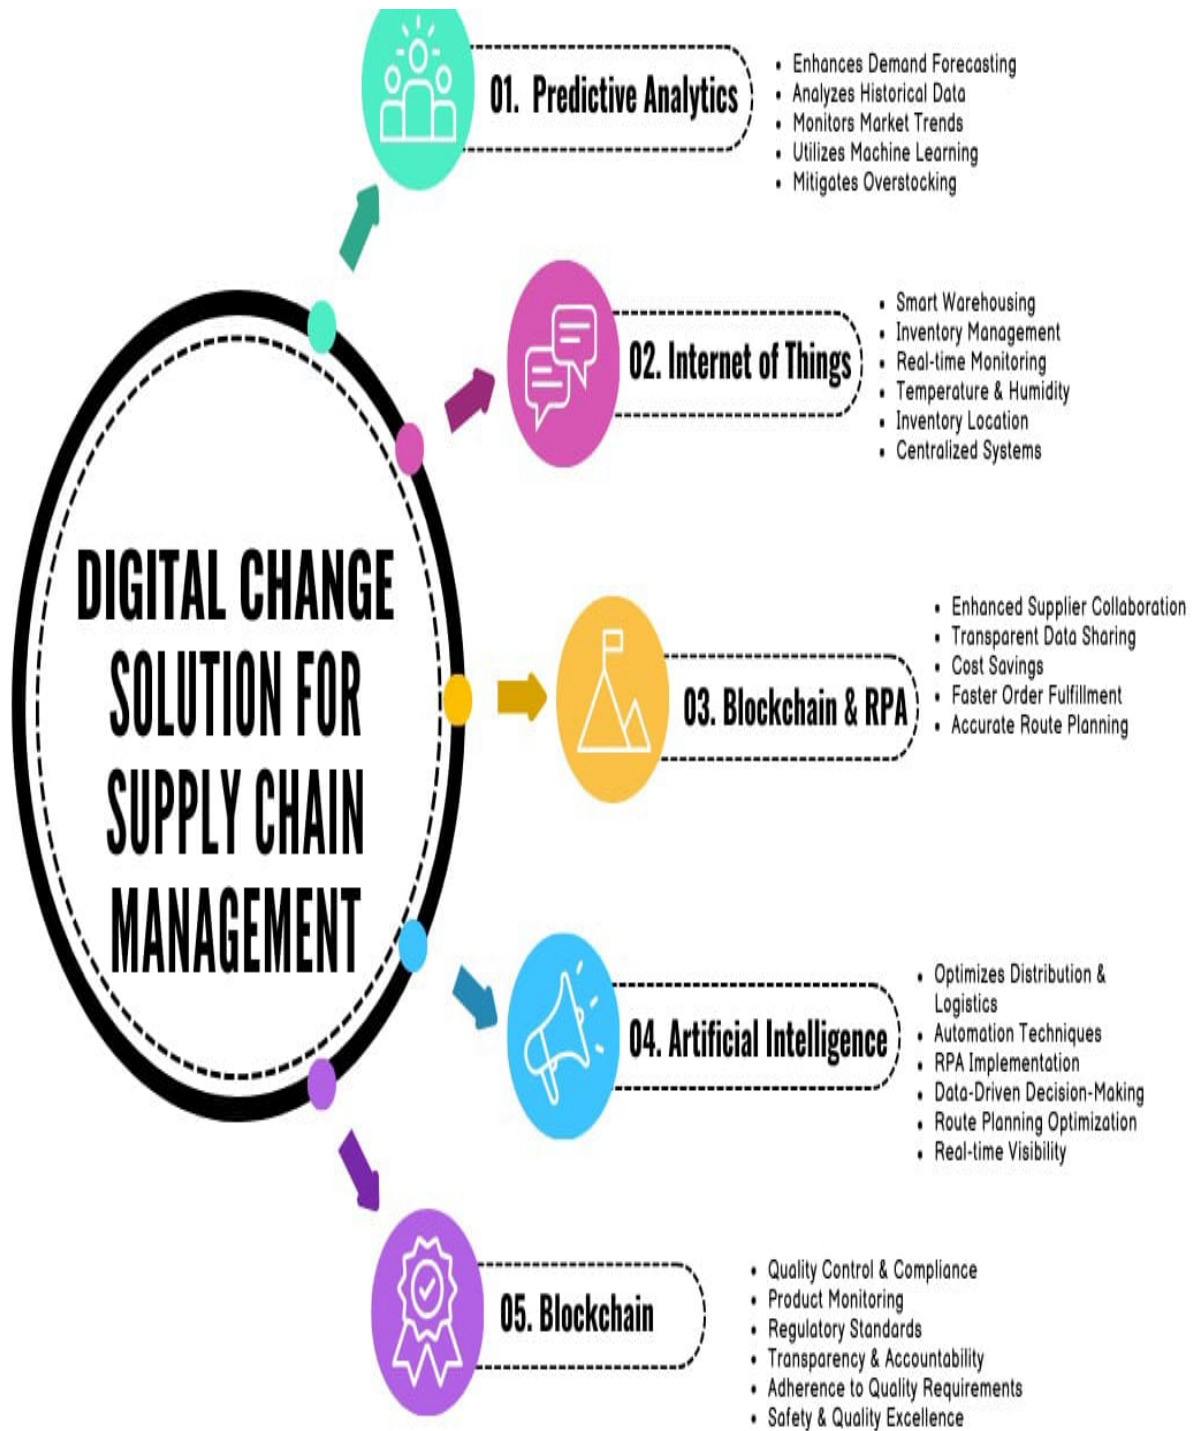 01. Predictive Analytics
• Enhances Demand Forecasting
• Analyzes Historical Data
• Monitors Market Trends
• Utilizes Machine Learning
• Mitigates Overstocking
02. Internet of Things
• Smart Warehousing
• Inventory Management
• Real-time Monitoring
• Temperature & Humidity
• Inventory Location
• Centralized Systems
DIGITAL CHANGE
SOLUTION FOR
SUPPLY CHAIN
MANAGEMENT
03. Blockchain & RPA
• Enhanced Supplier Collaboration
• Transparent Data Sharing
• Cost Savings
• Faster Order Fulfillment
• Accurate Route Planning
04. Artificial Intelligence
• Optimizes Distribution &
Logistics
• Automation Techniques
• RPA Implementation
• Data-Driven Decision-Making
• Route Planning Optimization
• Real-time Visibility
05. Blockchain
• Quality Control & Compliance
• Product Monitoring
• Regulatory Standards
• Transparency & Accountability
• Adherence to Quality Requirements
• Safety & Quality Excellence